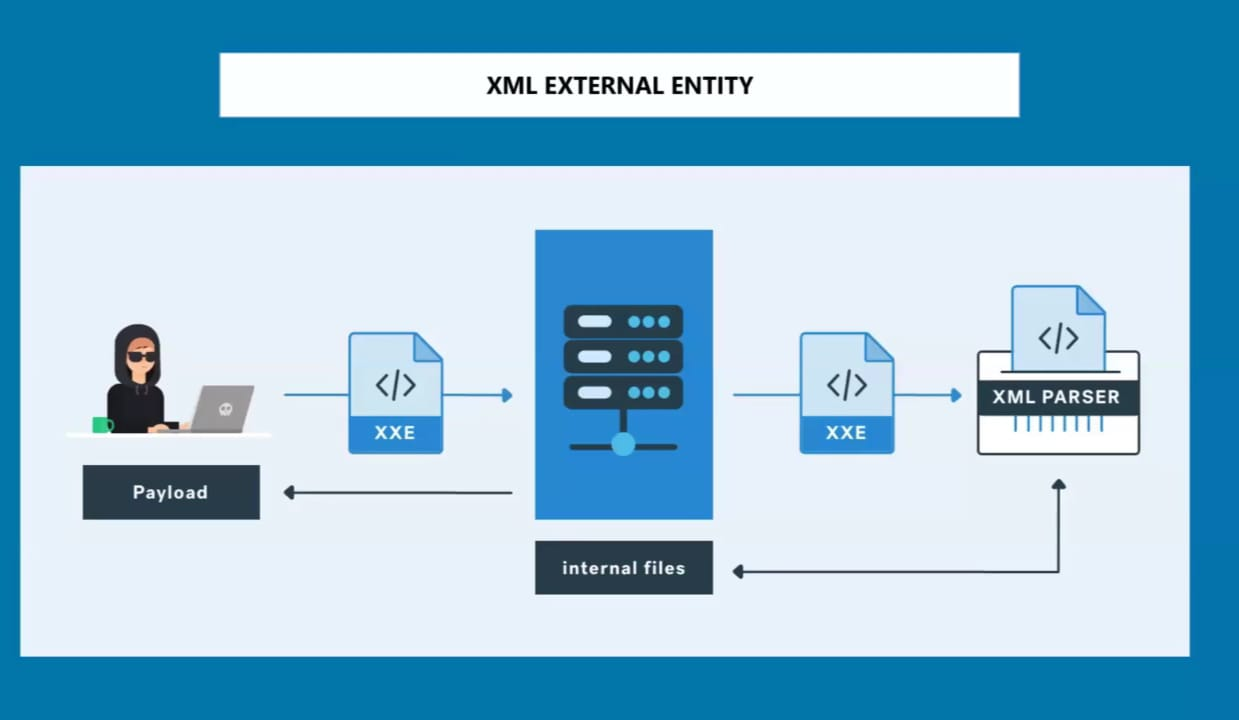 XML EXTERNAL ENTITY
</>
XXE
</>
XXE
</>
XML PARSER
Payload
internal files